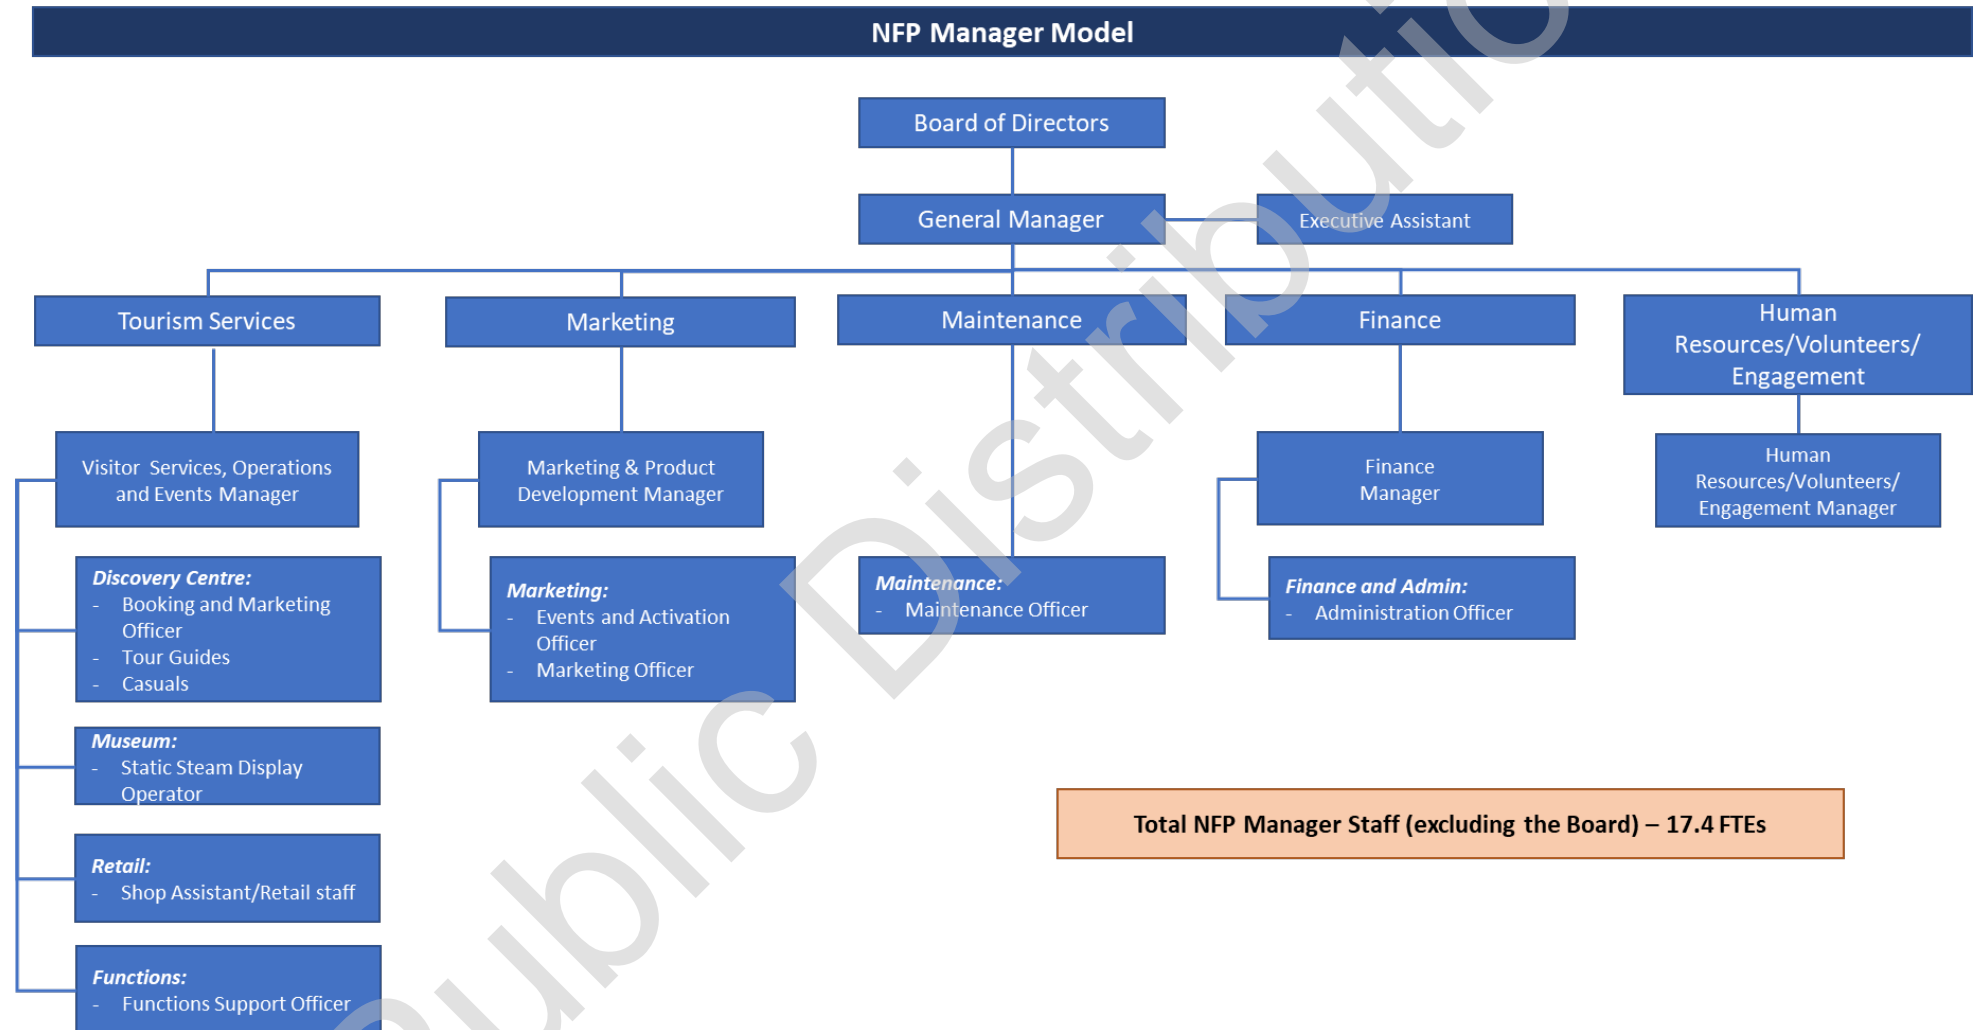 NFP Manager Model
Board of Directors
General Manager
Executive Assistant
Tourism Services
Marketing
Maintenance
Finance
Human
Resources/Volunteers/
Engagement
Visitor Services, Operations
and Events Manager
Marketing & Product
Development Manager
Finance
Manager
Human
Resources/Volunteers/
Engagement Manager
Discovery Centre:
- Booking and Marketing
Officer
- Tour Guides
- Casuals
Marketing:
- Events and Activation
Officer
- Marketing Officer
Maintenance:
- Maintenance Officer
Finance and Admin:
- Administration Officer
Museum:
- Static Steam Display
Operator
Retail:
- Shop Assistant/Retail staff
Functions:
- Functions Support Officer
Total NFP Manager Staff (excluding the Board) – 17.4 FTEs
Public Distributio